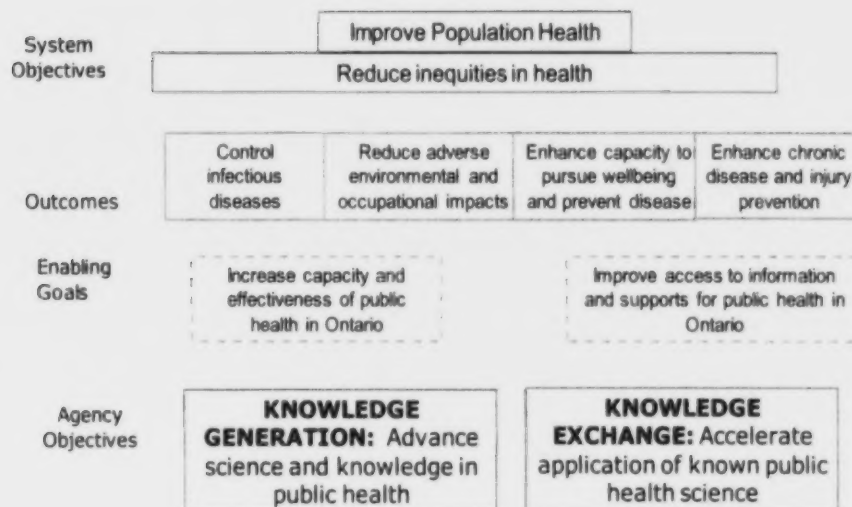 System
Objectives
Improve Population Health
Reduce inequities in health
Outcomes
Control
infectious
diseases
Reduce adverse
environmental and
occupational impacts
Enhance capacity to
pursue wellbeing
and prevent disease
Enhance chronic
disease and injury
prevention
Enabling
Goals
Increase capacity and
effectiveness of public
health in Ontario
Improve access to information
and supports for public health in
Ontario
Agency
Objectives
KNOWLEDGE
GENERATION: Advance
science and knowledge in
public health
KNOWLEDGE
EXCHANGE: Accelerate
application of known public
health science